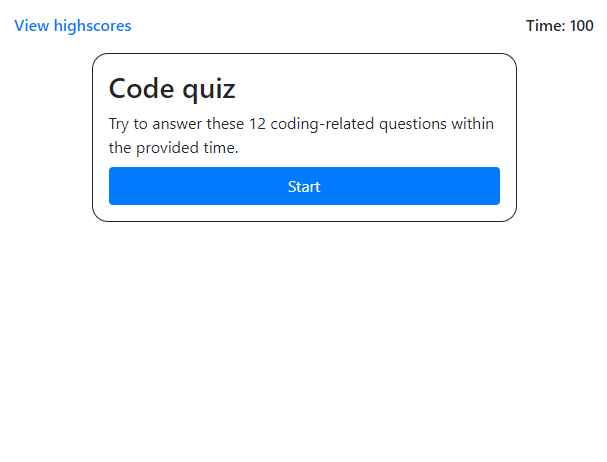 View highscores
Time: 100
Code quiz
Try to answer these 12 coding-related questions within
the provided time.
Start